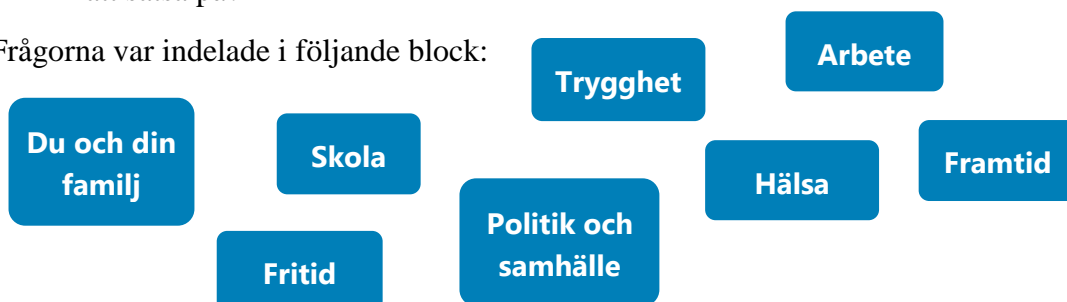 Frågorna var indelade i följande block:
Trygghet
Arbete
Du och din
familj
Skola
Hälsa
Framtid
Fritid
Politik och
samhälle